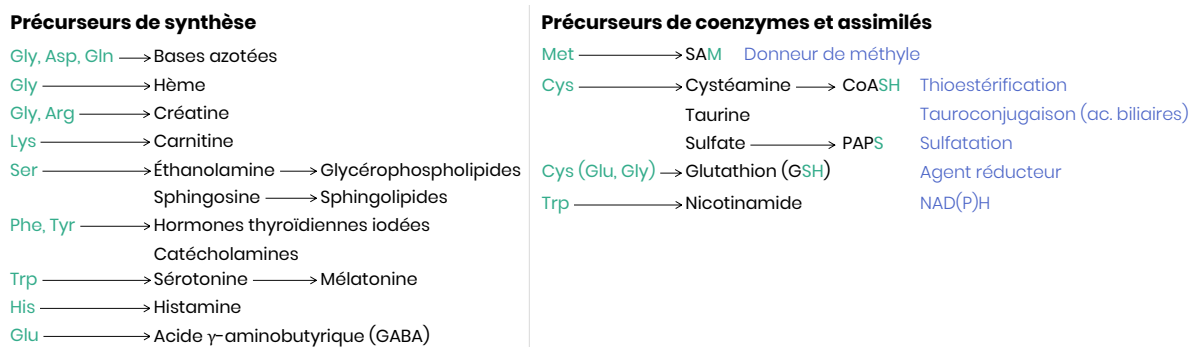 Précurseurs de synthèse
Gly, Asp, Gln → Bases azotées
Gly → Hème
Gly, Arg → Créatine
Lys → Carnitine
Ser → Éthanolamine → Glycérophospholipides
Sphingosine → Sphingolipides
Phe, Tyr → Hormones thyroïdiennes iodées
Catécholamines
Trp → Sérotonine → Mélatonine
His → Histamine
Glu → Acide γ-aminobutyrique (GABA)
Précurseurs de coenzymes et assimilés
Met → SAM Donneur de méthyle
Cys → Cystéamine → CoASH Thioestérification
Taurine Tauroconjugaison (ac. biliaires)
Sulfate → PAPS Sulfatation
Cys (Glu, Gly) → Glutathion (GSH) Agent réducteur
Trp → Nicotinamide NAD(P)H